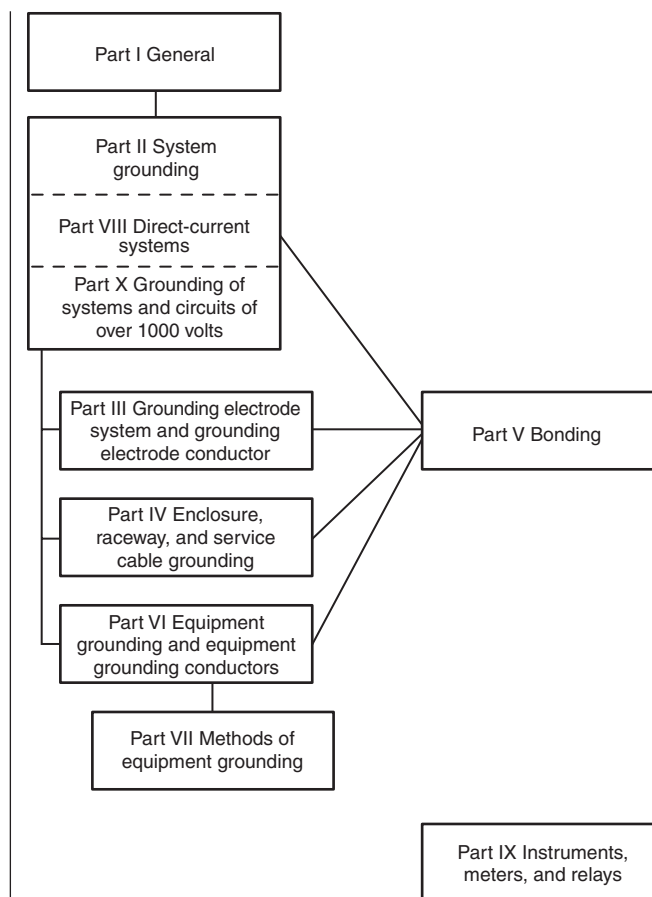 Part I General
Part II System
grounding
Part VIII Direct-current
systems
Part X Grounding of
systems and circuits of
over 1000 volts
Part III Grounding electrode
system and grounding
electrode conductor
Part V Bonding
Part IV Enclosure,
raceway, and service
cable grounding
Part VI Equipment
grounding and equipment
grounding conductors
Part VII Methods of
equipment grounding
Part IX Instruments,
meters, and relays